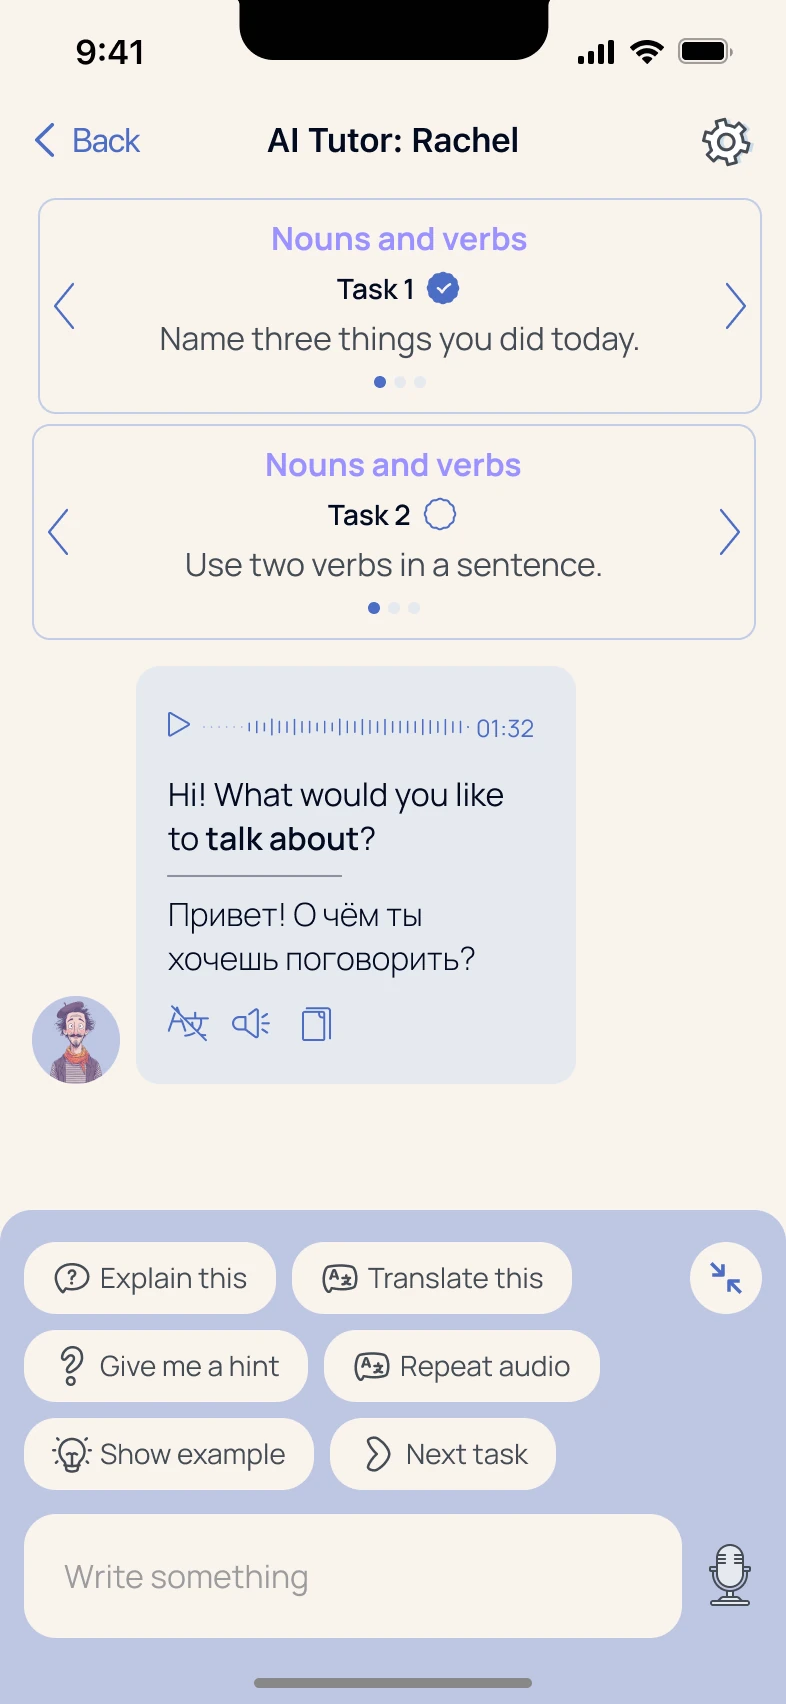 9:41
Back
AI Tutor: Rachel
Nouns and verbs
Task 1
Name three things you did today.
Nouns and verbs
Task 2
Use two verbs in a sentence.
01:32
Hi! What would you like
to talk about?
Привет! О чём ты
хочешь поговорить?
Explain this
Translate this
Give me a hint
Repeat audio
Show example
Next task
Write something